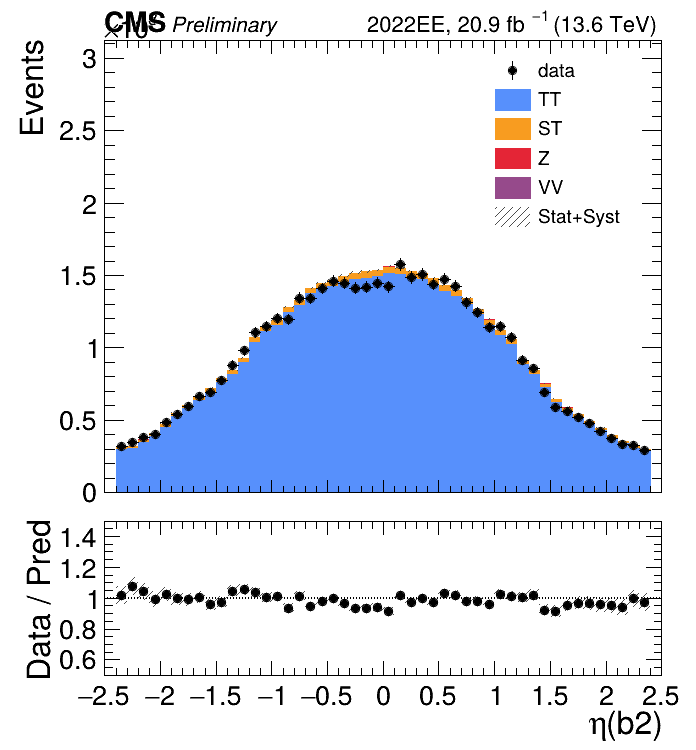 CMS Preliminary 2022EE, 20.9 fb⁻¹ (13.6 TeV)
Events
3
2.5
2
1.5
1
0.5
0
data
TT
ST
Z
VV
Stat+Syst
Data / Pred
1.4
1.2
1
0.8
0.6
−2.5 −2 −1.5 −1 −0.5 0 0.5 1 1.5 2 2.5
η(b2)